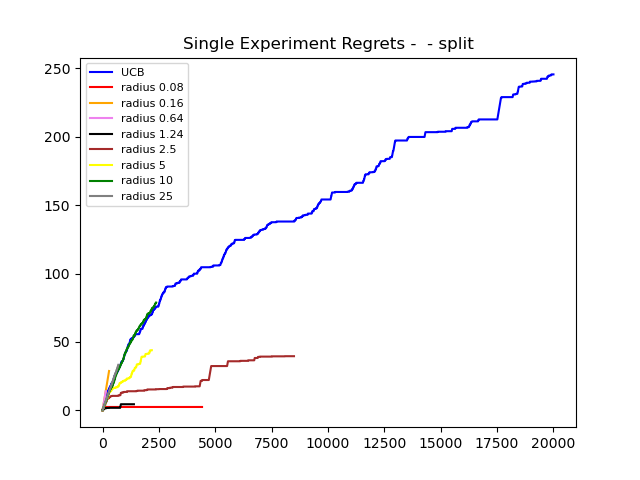 Single Experiment Regrets -  - split
250
200
150
100
50
0
UCB
radius 0.08
radius 0.16
radius 0.64
radius 1.24
radius 2.5
radius 5
radius 10
radius 25
0 2500 5000 7500 10000 12500 15000 17500 20000